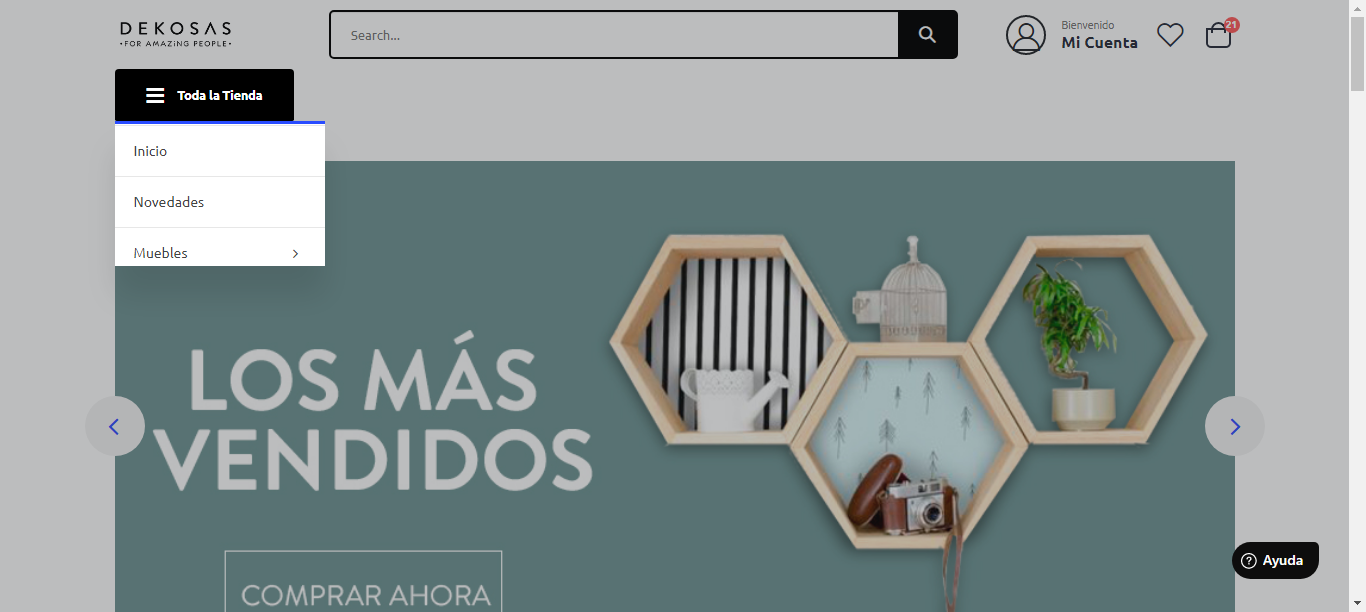 DEKOSAS
•FOR AMAZING PEOPLE•
Search...
Bienvenido
Mi Cuenta
21
Toda la Tienda
Inicio
Novedades
Muebles
LOS MÁS
VENDIDOS
COMPRAR AHORA
Ayuda